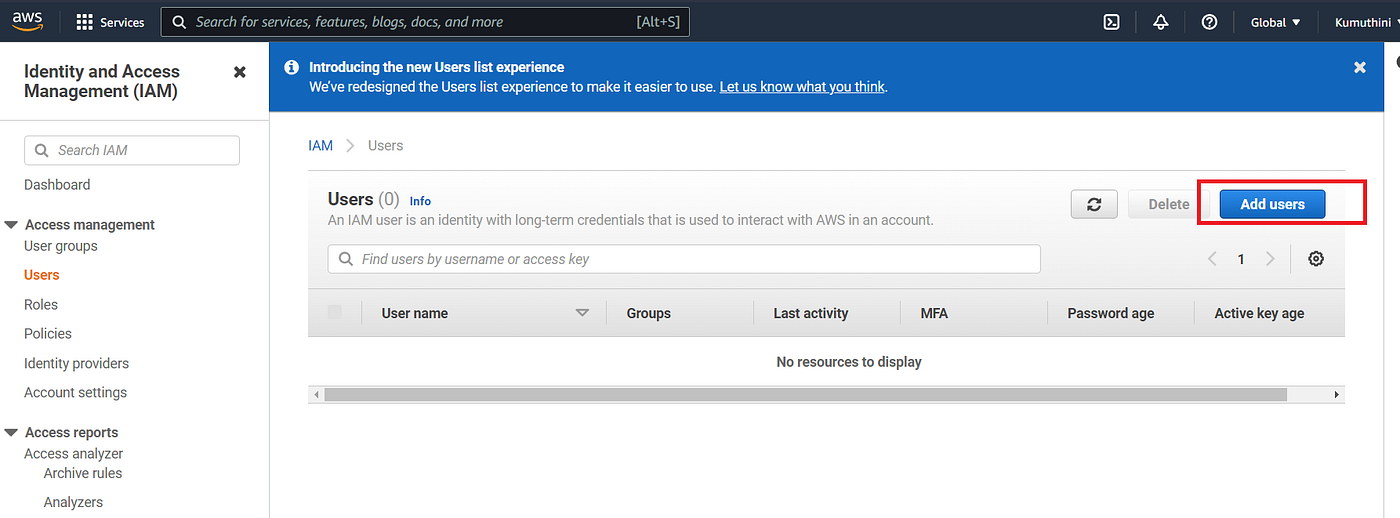 aws
Services
Search for services, features, blogs, docs, and more [Alt+S]
Global
Kumuthini
Identity and Access
Management (IAM)
Search IAM
Dashboard
Access management
User groups
Users
Roles
Policies
Identity providers
Account settings
Access reports
Access analyzer
Archive rules
Analyzers
Introducing the new Users list experience
We've redesigned the Users list experience to make it easier to use. Let us know what you think.
IAM > Users
Users (0) Info
An IAM user is an identity with long-term credentials that is used to interact with AWS in an account.
Delete
Add users
Find users by username or access key
1
User name Groups Last activity MFA Password age Active key age
No resources to display